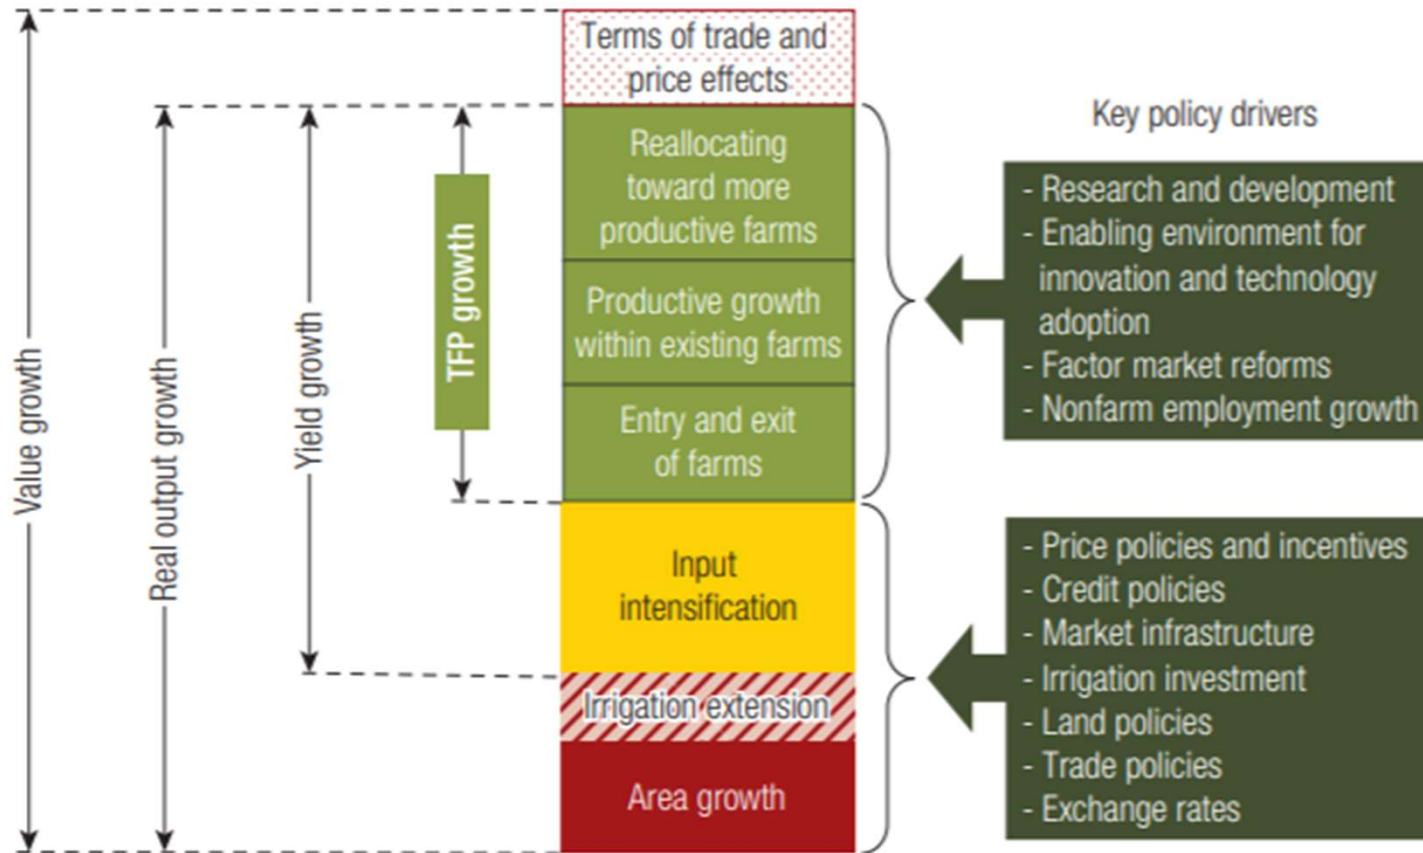 Value growth
Real output growth
Yield growth
TFP growth
Terms of trade and
price effects
Reallocating
toward more
productive farms
Productive growth
within existing farms
Entry and exit
of farms
Input
intensification
Irrigation extension
Area growth
Key policy drivers
- Research and development
- Enabling environment for
innovation and technology
adoption
- Factor market reforms
- Nonfarm employment growth
- Price policies and incentives
- Credit policies
- Market infrastructure
- Irrigation investment
- Land policies
- Trade policies
- Exchange rates